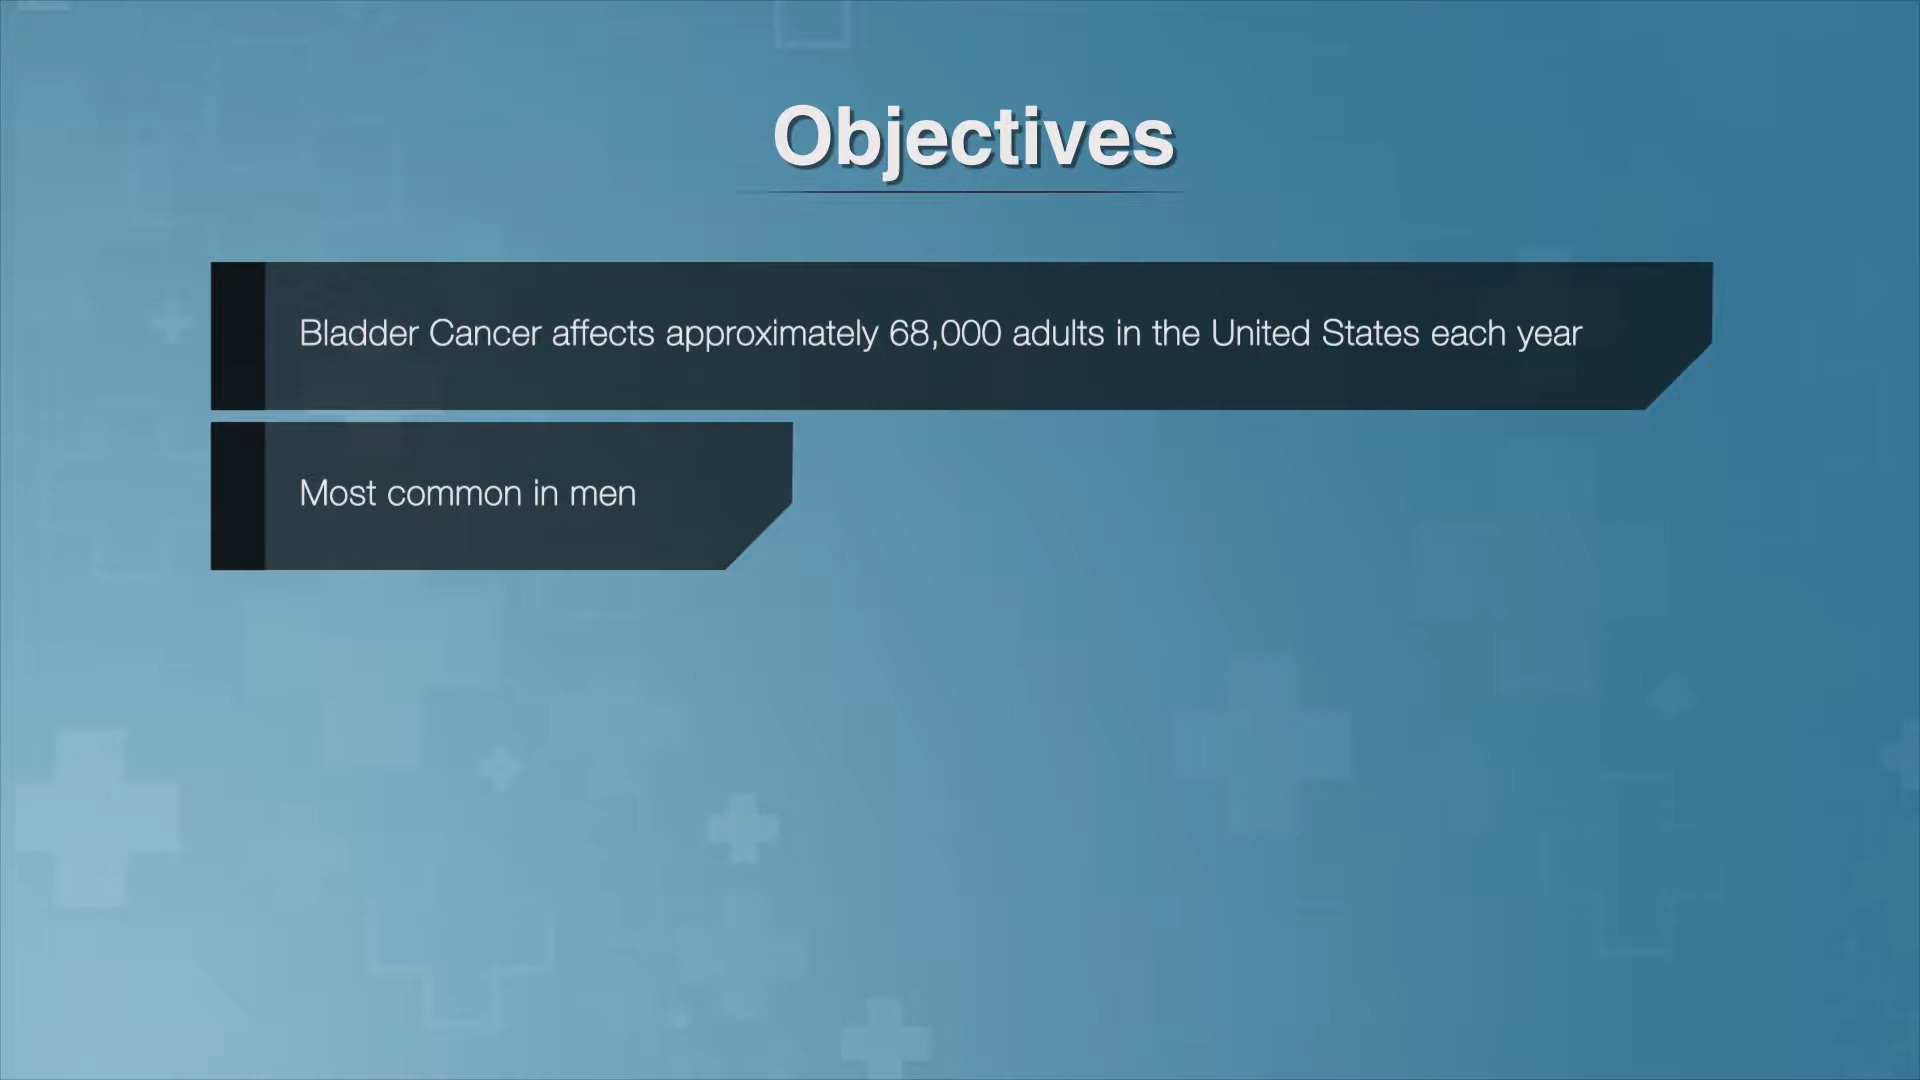 Objectives
Bladder Cancer affects approximately 68,000 adults in the United States each year
Most common in men